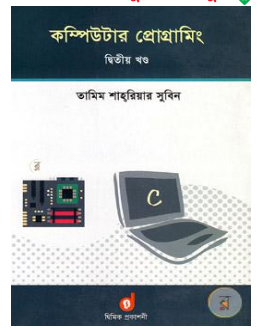 কম্পিউটার প্রোগ্রামিং
দ্বিতীয় খণ্ড
তামিম শাহ্‌রিয়ার সুবিন
C
দ্বিমিক প্রকাশনী